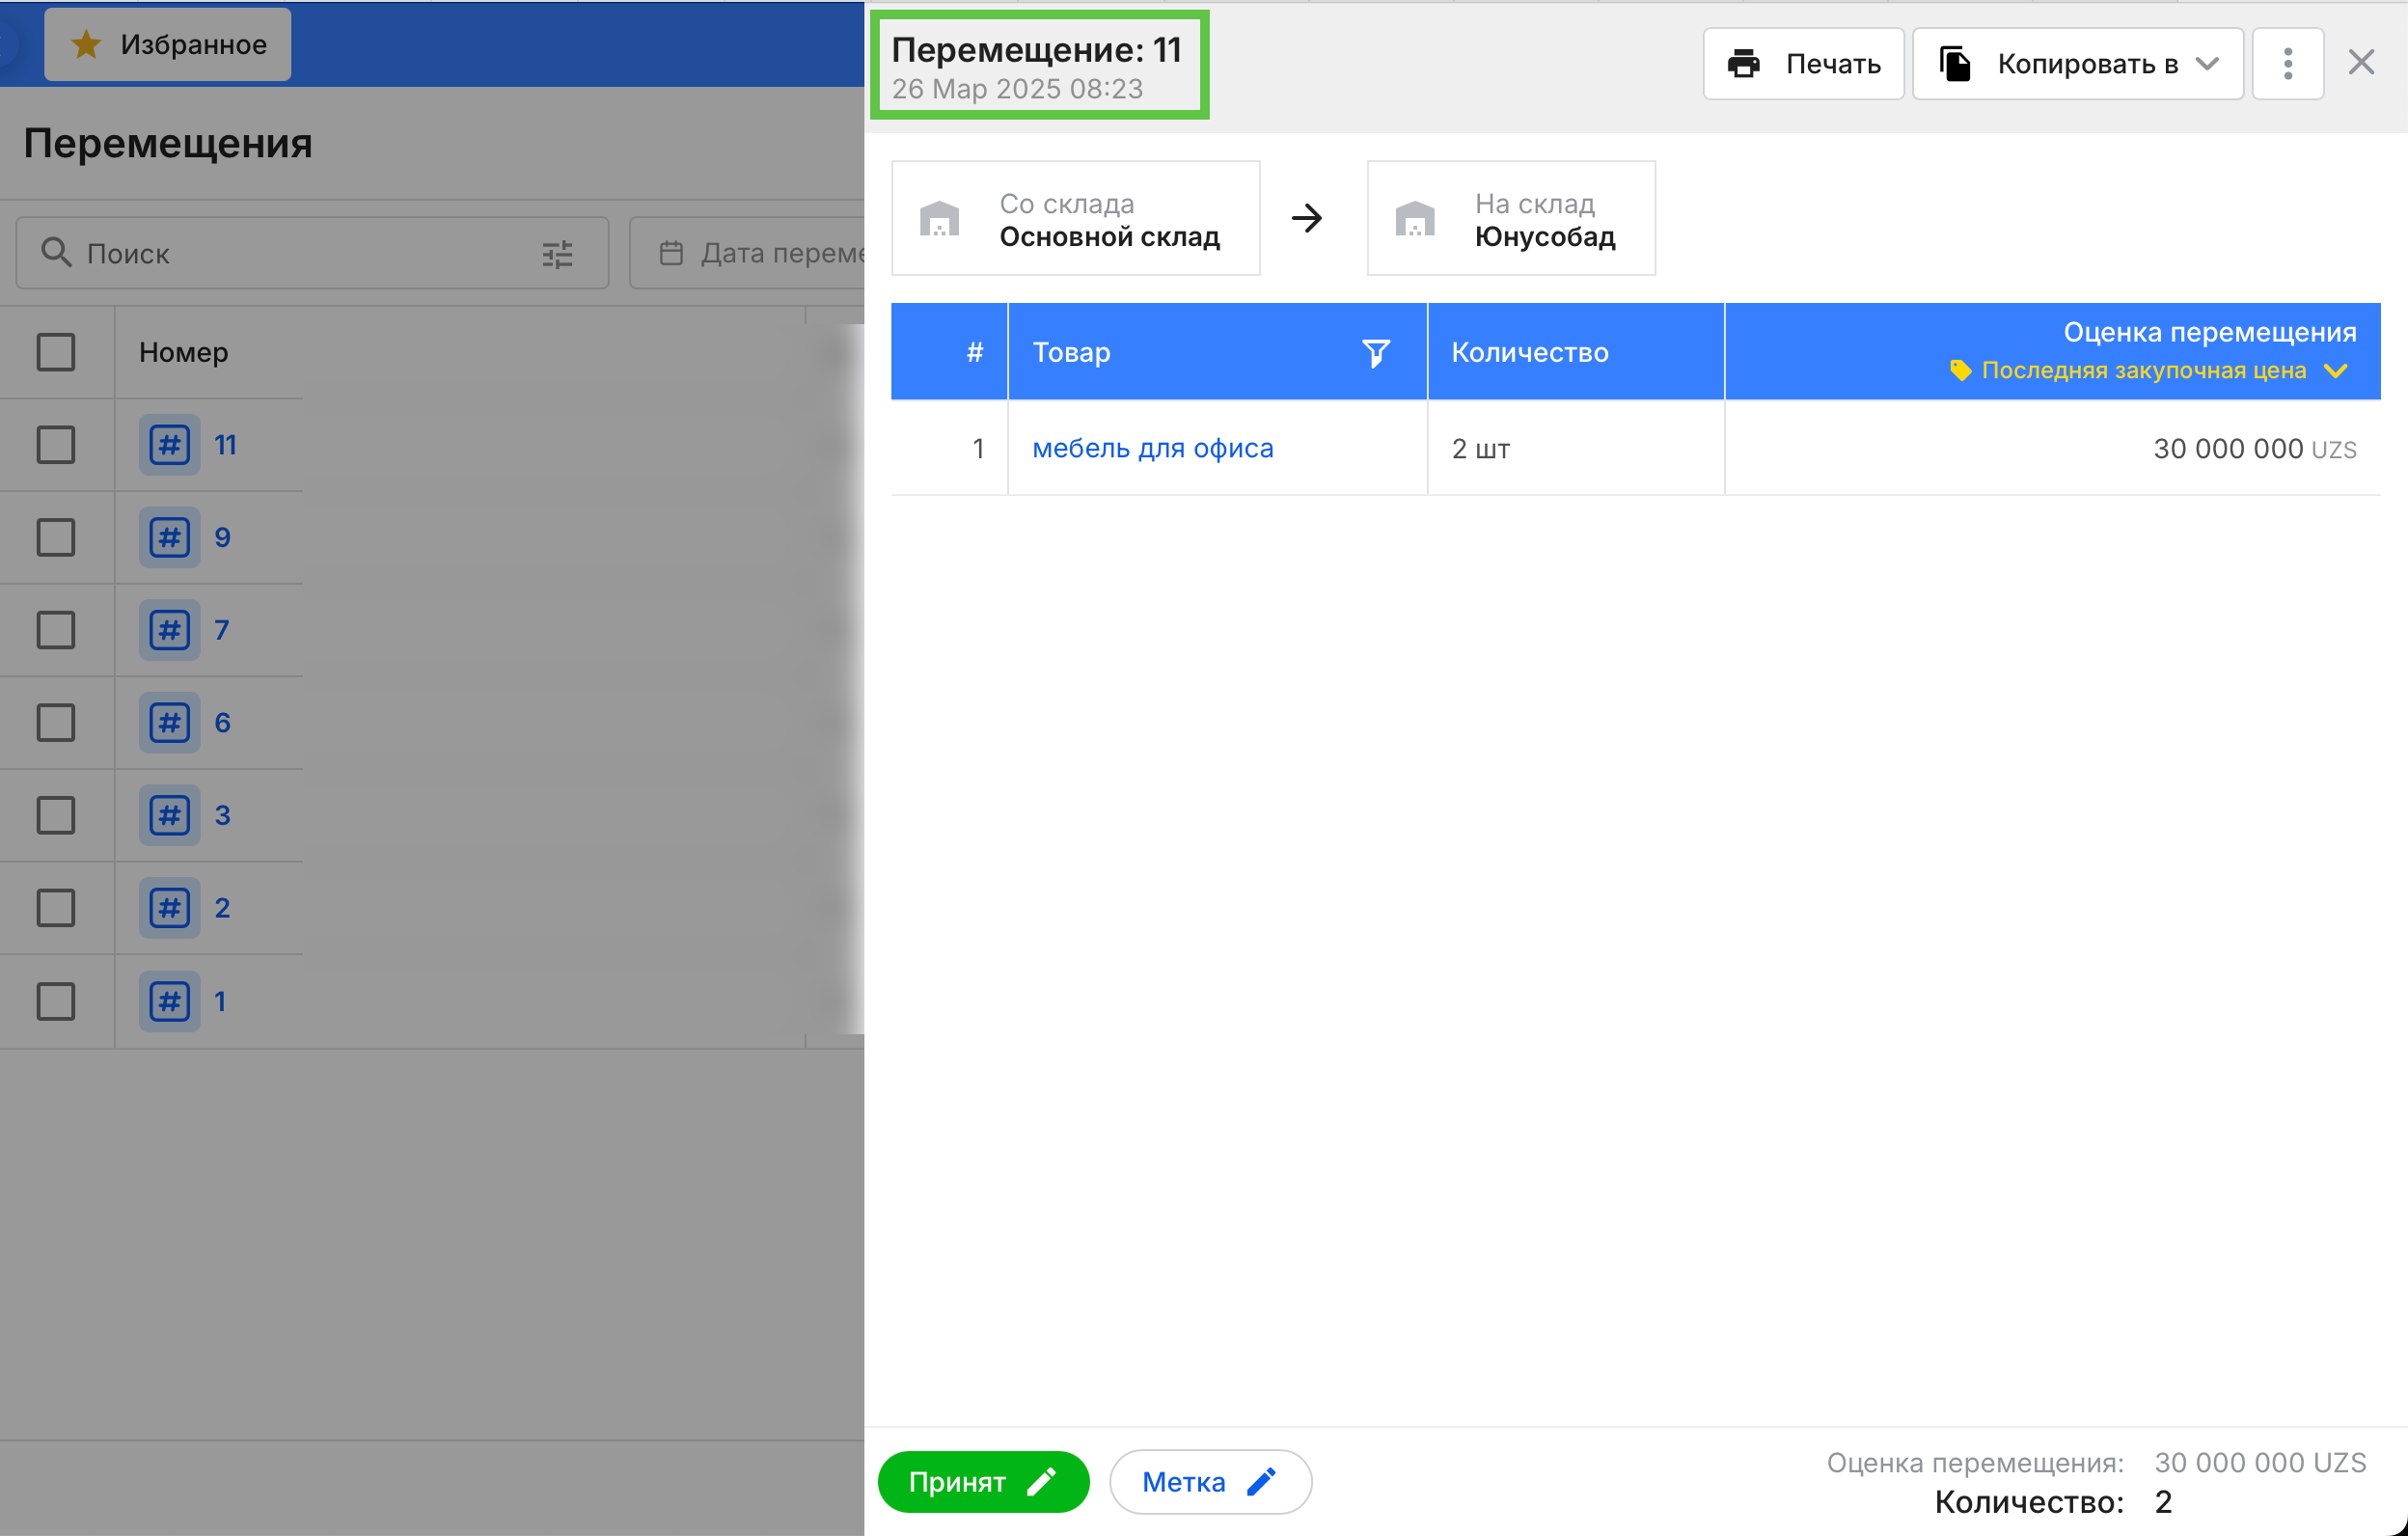 Избранное
Перемещения
Поиск
Дата переме
Номер
# 11
# 9
# 7
# 6
# 3
# 2
# 1
Перемещение: 11
26 Мар 2025 08:23
Печать
Копировать в
Со склада
Основной склад
На склад
Юнусобад
# Товар Количество Оценка перемещения
Последняя закупочная цена
1 мебель для офиса 2 шт 30 000 000 UZS
Принят
Метка
Оценка перемещения: 30 000 000 UZS
Количество: 2